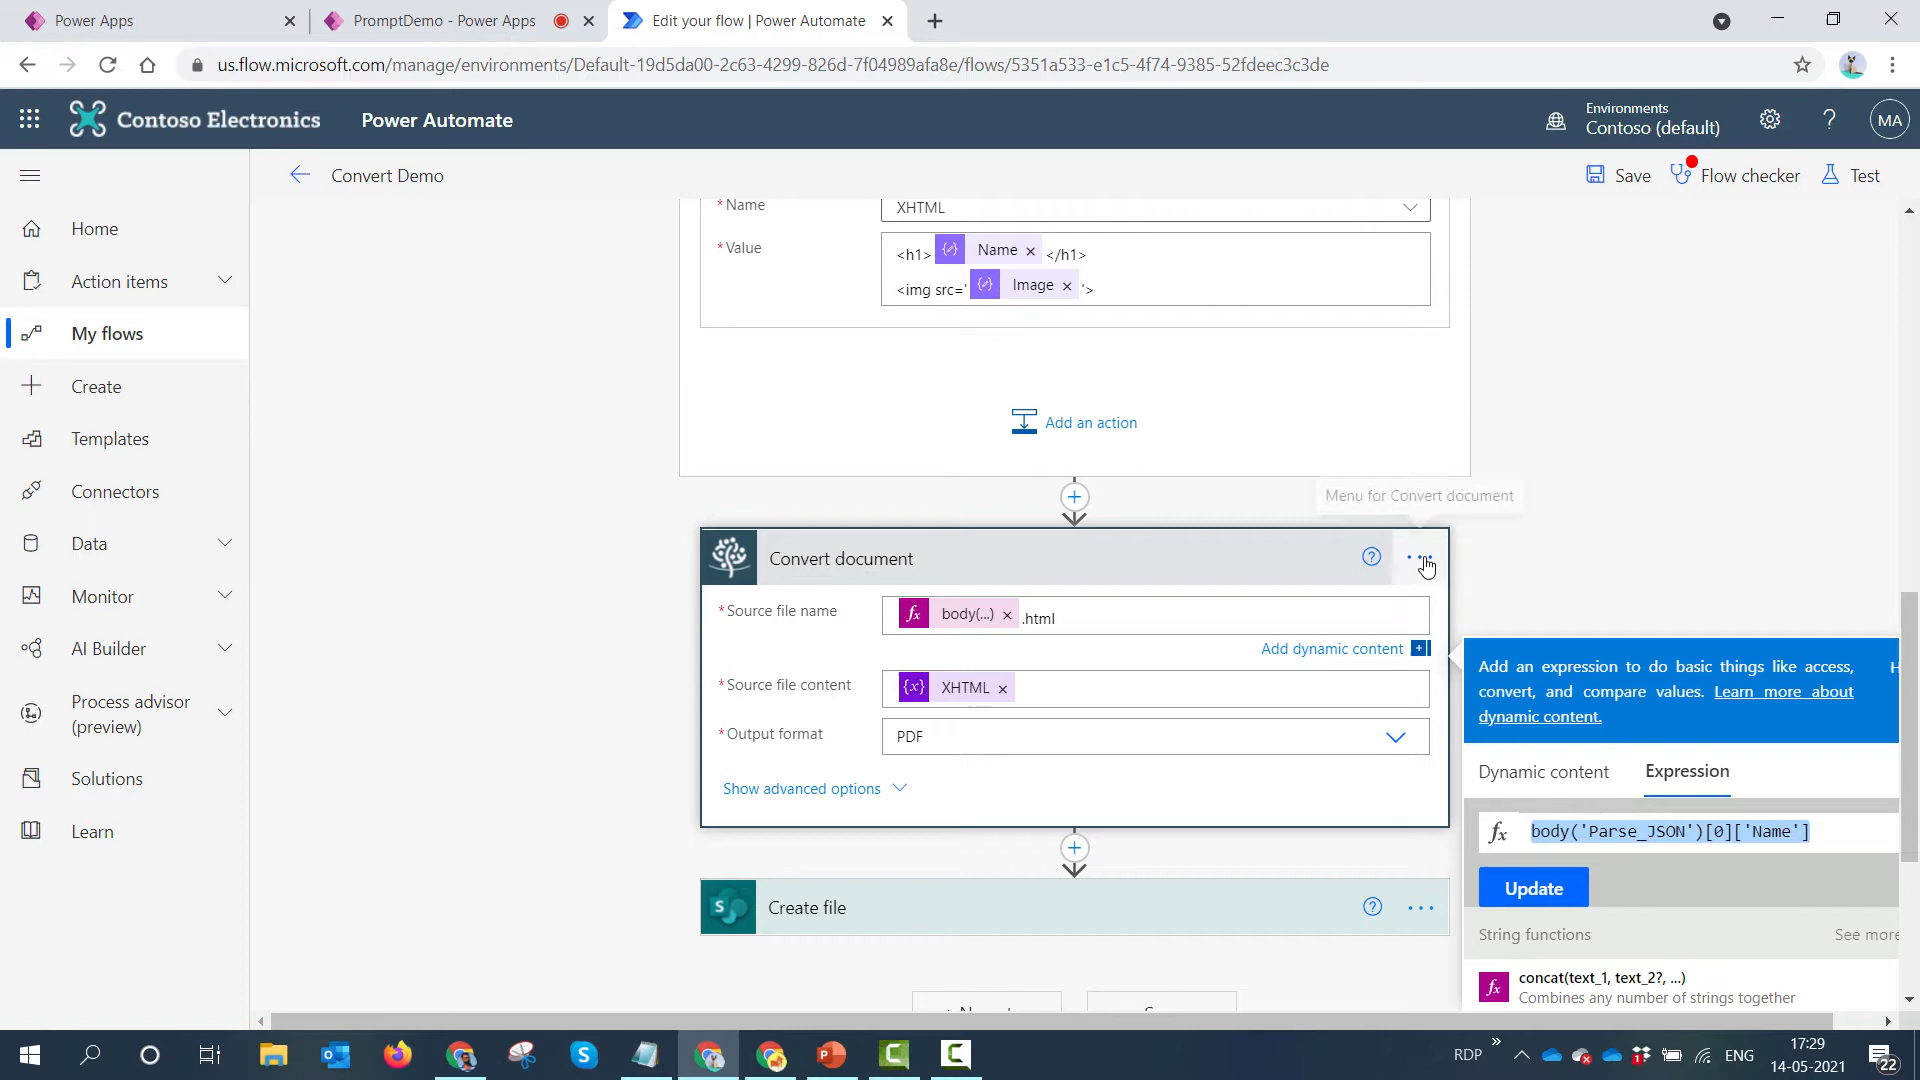 Power Apps
PromptDemo - Power Apps
Edit your flow | Power Automate
us.flow.microsoft.com/manage/environments/Default-19d5da00-2c63-4299-826d-7f04989afa8e/flows/5351a533-e1c5-4f74-9385-52fdeec3c3de
Contoso Electronics
Power Automate
Environments
Contoso (default)
MA
Convert Demo
Save
Flow checker
Test
Home
Action items
My flows
Create
Templates
Connectors
Data
Monitor
AI Builder
Process advisor
(preview)
Solutions
Learn
*Name
XHTML
*Value
<h1> Name </h1>
<img src=' Image '>
Add an action
Menu for Convert document
Convert document
*Source file name
fx body(...) .html
Add dynamic content
*Source file content
{x} XHTML
*Output format
PDF
Show advanced options
Create file
Add an expression to do basic things like access, H
convert, and compare values. Learn more about
dynamic content.
Dynamic content
Expression
fx body('Parse_JSON')[0]['Name']
Update
String functions
See more
fx concat(text_1, text_2?, ...)
Combines any number of strings together
RDP
ENG
17:29
14-05-2021
22